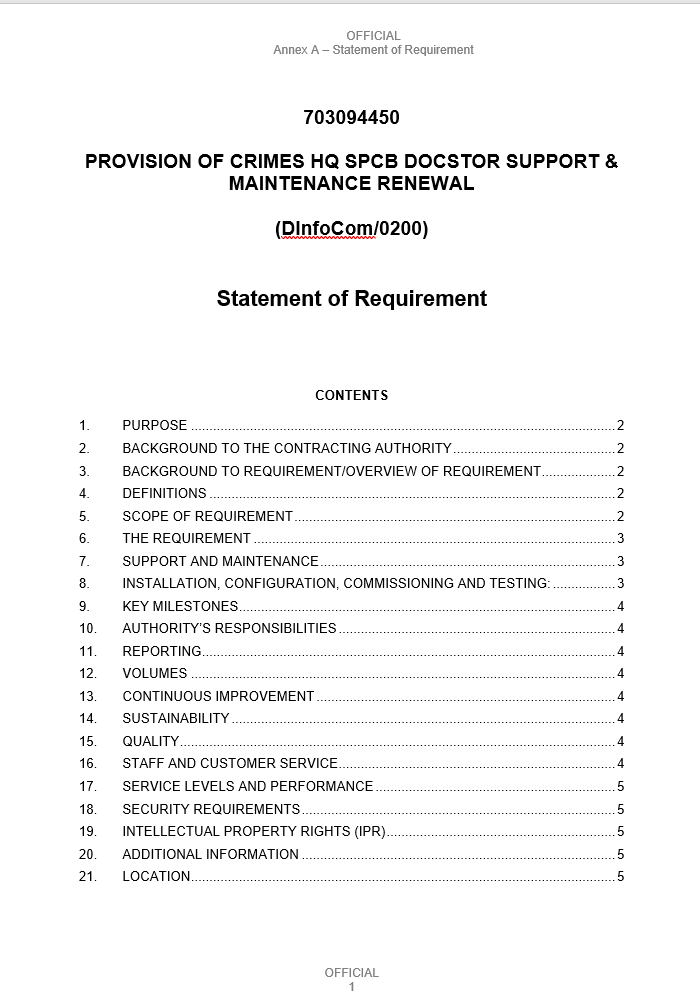 OFFICIAL
Annex A – Statement of Requirement
703094450
PROVISION OF CRIMES HQ SPCB DOCSTOR SUPPORT &
MAINTENANCE RENEWAL
(DInfoCom/0200)
Statement of Requirement
CONTENTS
1. PURPOSE ........................................ 2
2. BACKGROUND TO THE CONTRACTING AUTHORITY ........................................ 2
3. BACKGROUND TO REQUIREMENT/OVERVIEW OF REQUIREMENT ........................................ 2
4. DEFINITIONS ........................................ 2
5. SCOPE OF REQUIREMENT ........................................ 2
6. THE REQUIREMENT ........................................ 3
7. SUPPORT AND MAINTENANCE ........................................ 3
8. INSTALLATION, CONFIGURATION, COMMISSIONING AND TESTING: ........................................ 3
9. KEY MILESTONES ........................................ 4
10. AUTHORITY'S RESPONSIBILITIES ........................................ 4
11. REPORTING ........................................ 4
12. VOLUMES ........................................ 4
13. CONTINUOUS IMPROVEMENT ........................................ 4
14. SUSTAINABILITY ........................................ 4
15. QUALITY ........................................ 4
16. STAFF AND CUSTOMER SERVICE ........................................ 4
17. SERVICE LEVELS AND PERFORMANCE ........................................ 5
18. SECURITY REQUIREMENTS ........................................ 5
19. INTELLECTUAL PROPERTY RIGHTS (IPR) ........................................ 5
20. ADDITIONAL INFORMATION ........................................ 5
21. LOCATION ........................................ 5
OFFICIAL
1